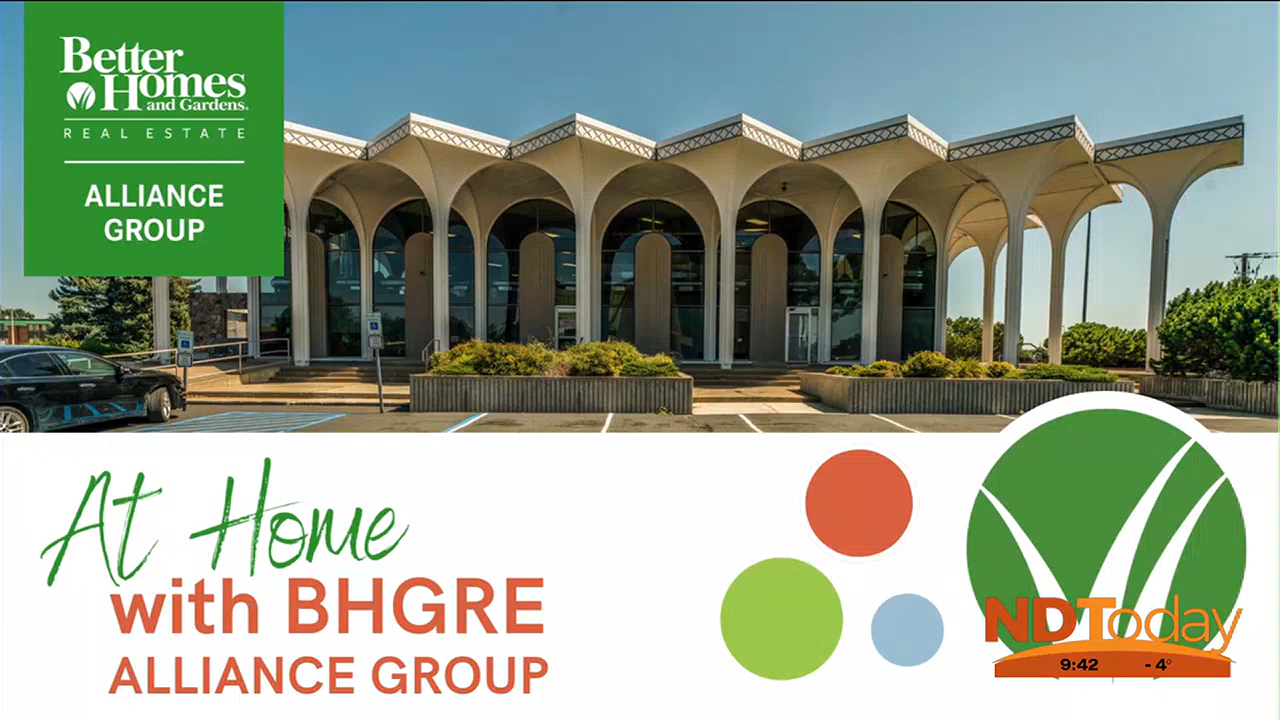 Better
Homes
and Gardens.
REAL ESTATE
ALLIANCE
GROUP
At Home
with BHGRE
ALLIANCE GROUP
NDToday
9:42 -4°